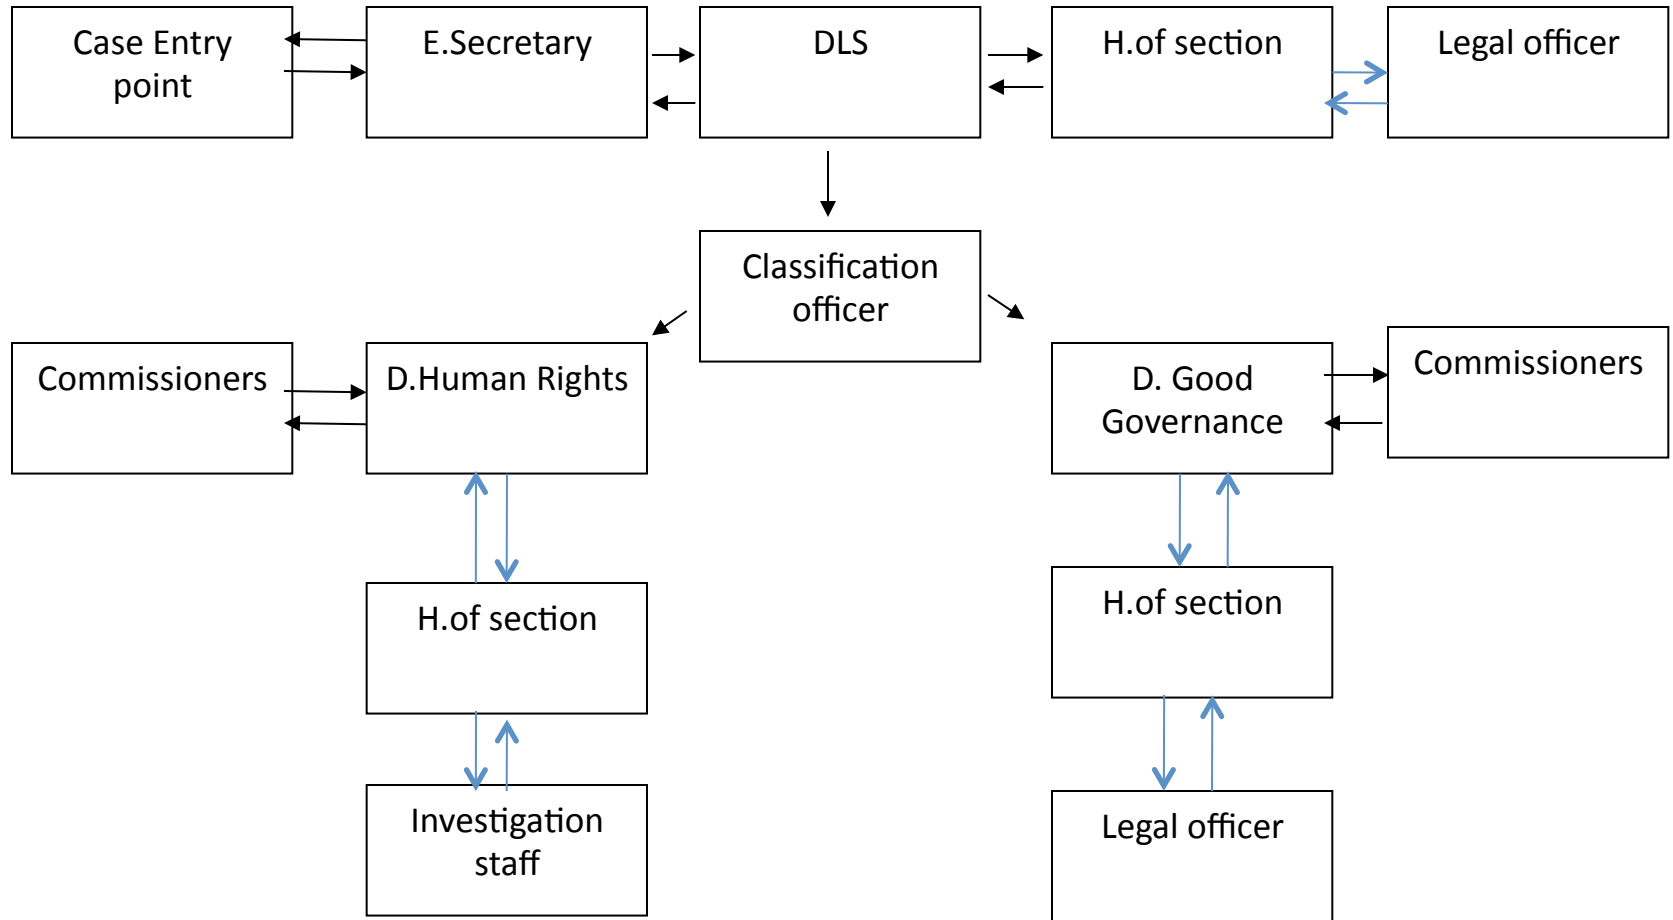 Case Entry
point
E.Secretary
DLS
H.of section
Legal officer
Classification
officer
Commissioners
D.Human Rights
D. Good
Governance
Commissioners
H.of section
H.of section
Investigation
staff
Legal officer